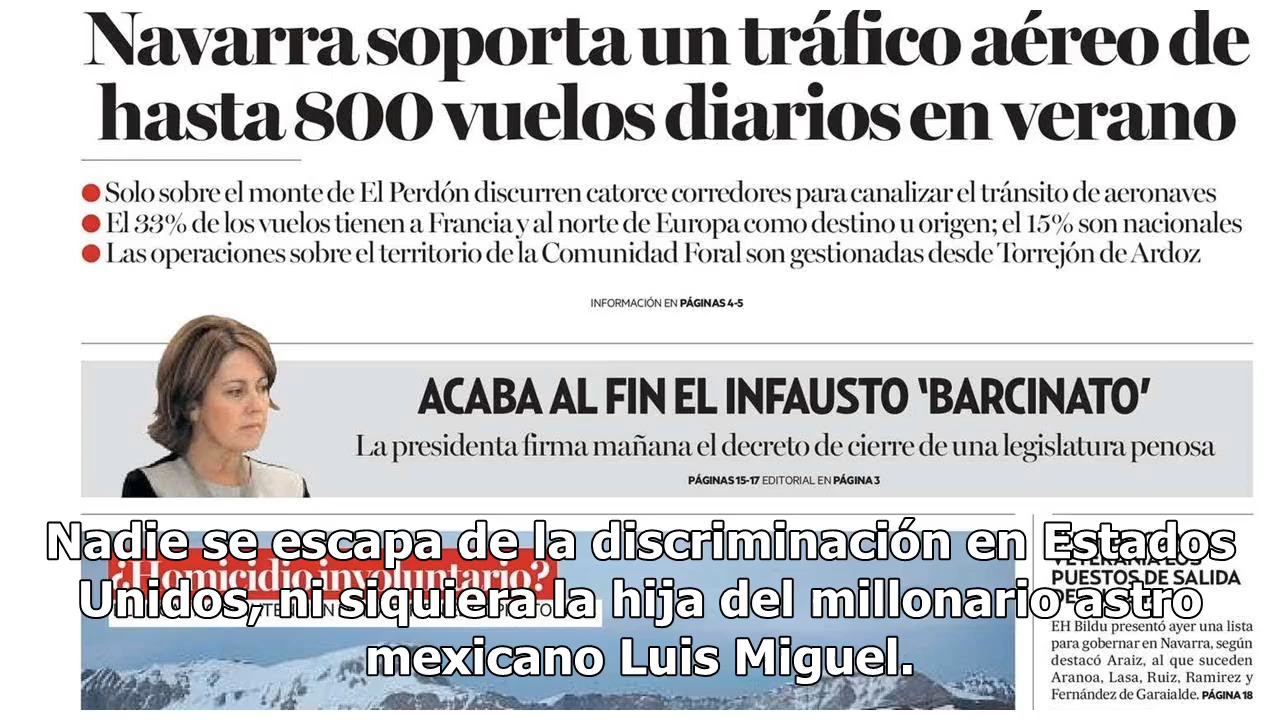 Navarra soporta un tráfico aéreo de
hasta 800 vuelos diarios en verano
Solo sobre el monte de El Perdón discurren catorce corredores para canalizar el tránsito de aeronaves
El 33% de los vuelos tienen a Francia y al norte de Europa como destino u origen; el 15% son nacionales
Las operaciones sobre el territorio de la Comunidad Foral son gestionadas desde Torrejón de Ardoz
INFORMACIÓN EN PÁGINAS 4-5
ACABA AL FIN EL INFAUSTO ‘BARCINATO’
La presidenta firma mañana el decreto de cierre de una legislatura penosa
PÁGINAS 15-17 EDITORIAL EN PÁGINA 3
Nadie se escapa de la discriminación en Estados
Unidos, ni siquiera la hija del millonario astro
mexicano Luis Miguel.
¿Homicidio involuntario?
PUESTOS DE SALIDA
EH Bildu presentó ayer una lista
para gobernar en Navarra, según
destacó Araiz, al que suceden
Aranoa, Lasa, Ruiz, Ramirez y
Fernández de Garaialde. PÁGINA 18